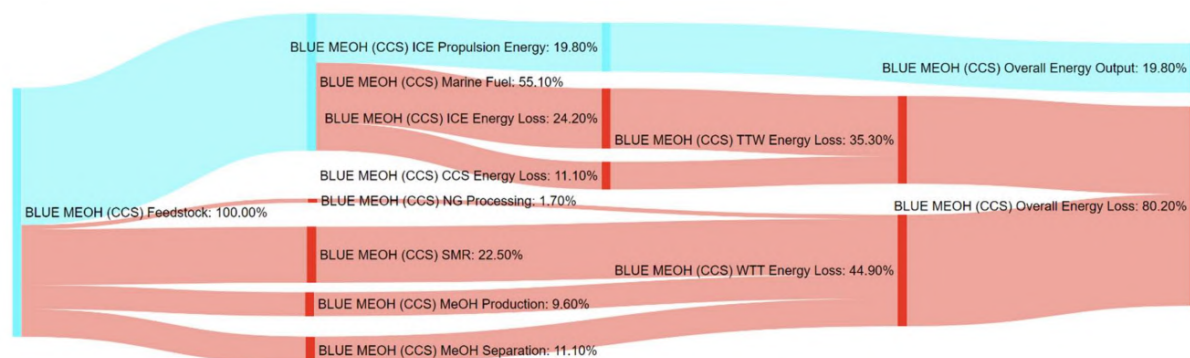 BLUE MEOH (CCS) ICE Propulsion Energy: 19.80%
BLUE MEOH (CCS) Overall Energy Output: 19.80%
BLUE MEOH (CCS) Marine Fuel: 55.10%
BLUE MEOH (CCS) ICE Energy Loss: 24.20%
BLUE MEOH (CCS) TTW Energy Loss: 35.30%
BLUE MEOH (CCS) CCS Energy Loss: 11.10%
BLUE MEOH (CCS) NG Processing: 1.70%
BLUE MEOH (CCS) Feedstock: 100.00%
BLUE MEOH (CCS) Overall Energy Loss: 80.20%
BLUE MEOH (CCS) SMR: 22.50%
BLUE MEOH (CCS) WTT Energy Loss: 44.90%
BLUE MEOH (CCS) MeOH Production: 9.60%
BLUE MEOH (CCS) MeOH Separation: 11.10%